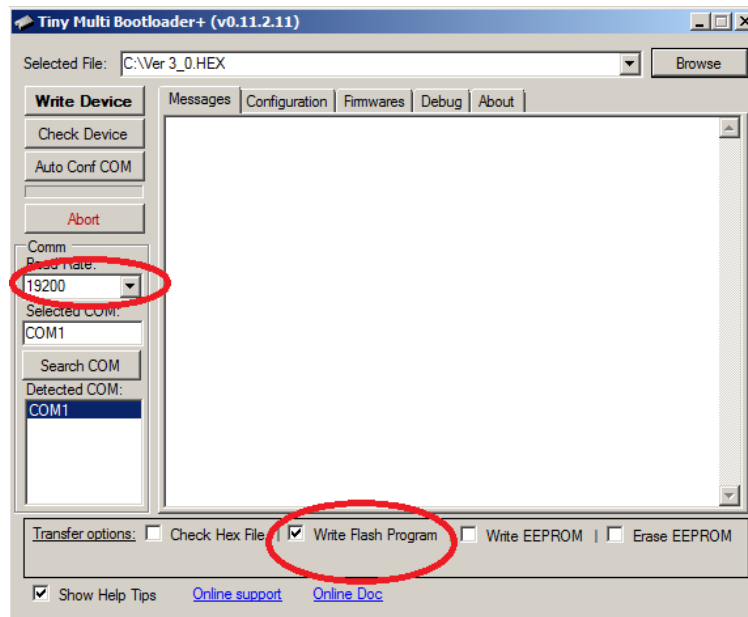 Tiny Multi Bootloader+ (v0.11.2.11)
Selected File: C:\Ver 3_0.HEX Browse
Write Device
Check Device
Auto Conf COM
Abort
Messages Configuration Firmwares Debug About
Comm
Baud Rate:
19200
Selected COM:
COM1
Search COM
Detected COM:
COM1
Transfer options: Check Hex File | Write Flash Program Write EEPROM | Erase EEPROM
Show Help Tips Online support Online Doc